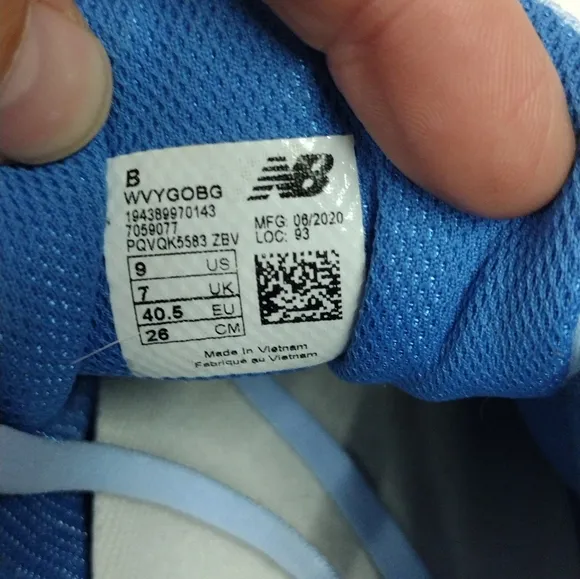 B
WVYGOBG
194389970143
7059077
PQVQK5583 ZBV
NB
MFG: 06/2020
LOC: 93
9 US
7 UK
40.5 EU
26 CM
Made In Vietnam
Fabriqué au Vietnam